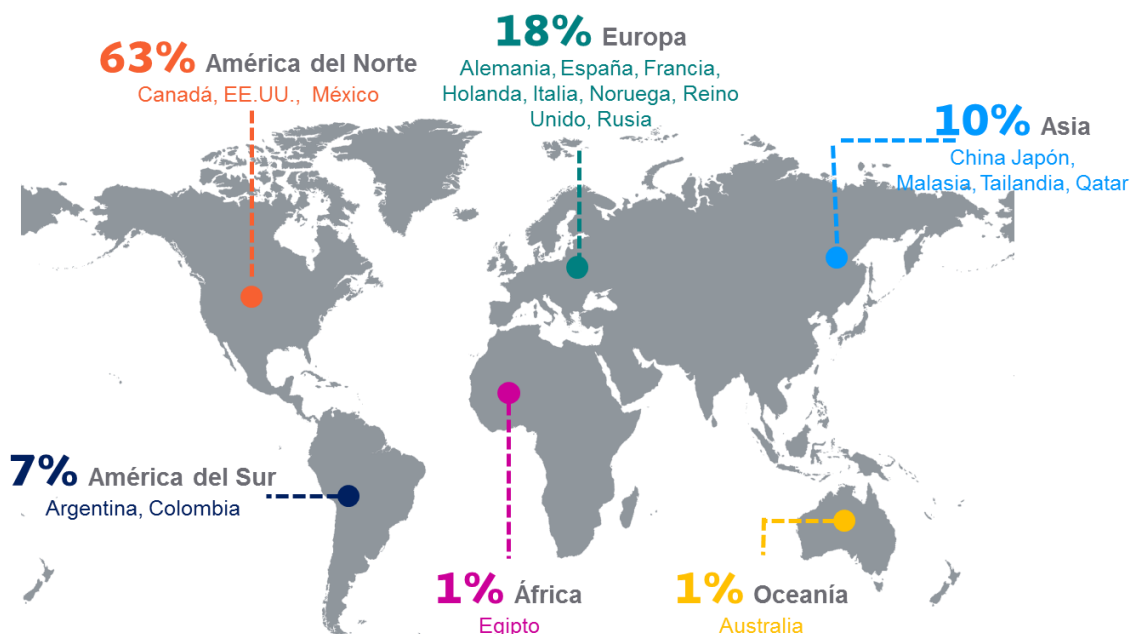 63% América del Norte
Canadá, EE.UU., México
18% Europa
Alemania, España, Francia,
Holanda, Italia, Noruega, Reino
Unido, Rusia
10% Asia
China Japón,
Malasia, Tailandia, Qatar
7% América del Sur
Argentina, Colombia
1% África
Egipto
1% Oceanía
Australia